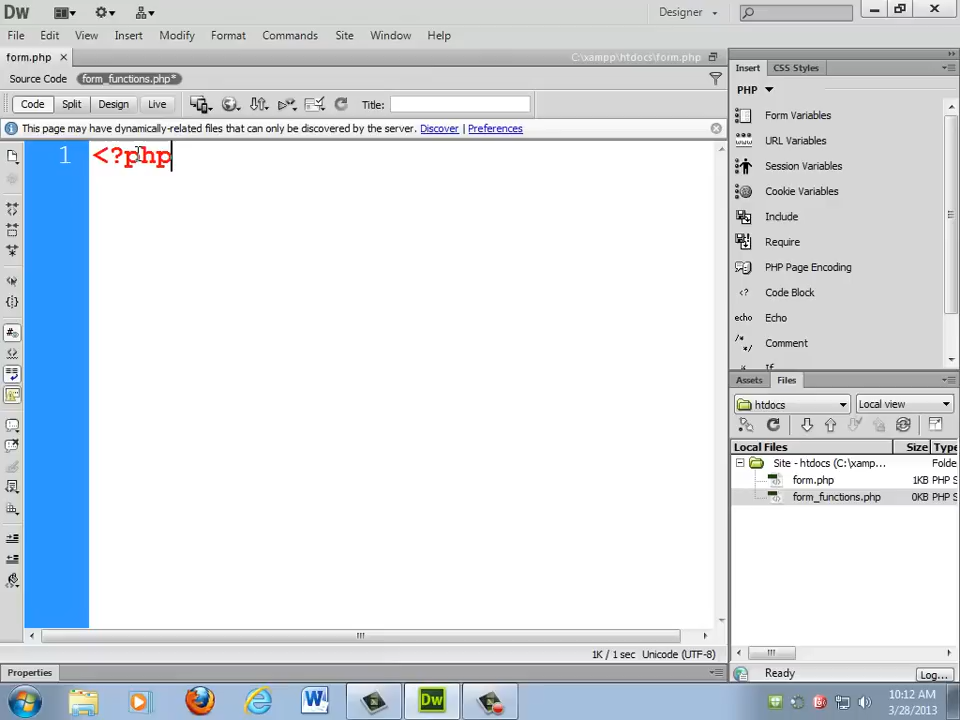 Dw
Designer
File Edit View Insert Modify Format Commands Site Window Help
form.php
C:\xampp\htdocs\form.php
Source Code form_functions.php*
Code Split Design Live Title:
This page may have dynamically-related files that can only be discovered by the server. Discover | Preferences
1 <?php
1K / 1 sec Unicode (UTF-8)
Properties
Insert CSS Styles
PHP
Form Variables
URL Variables
Session Variables
Cookie Variables
Include
Require
PHP Page Encoding
<? Code Block
echo Echo
/* */ Comment
If
Assets Files
htdocs Local view
Local Files Size Type
Site - htdocs (C:\xamp... Folde
form.php 1KB PHP S
form_functions.php 0KB PHP S
Ready Log...
W Dw
10:12 AM
3/28/2013